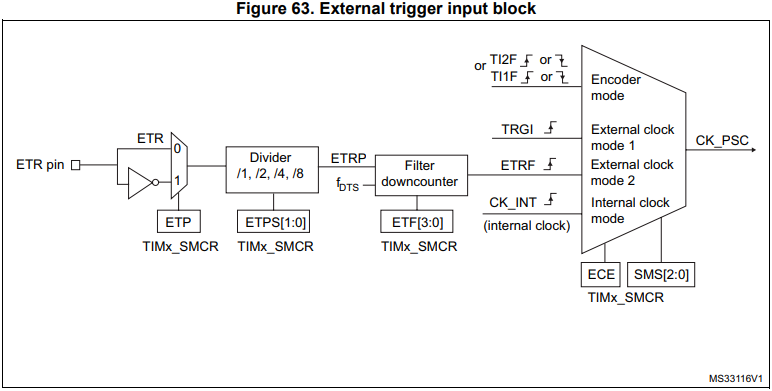 Figure 63. External trigger input block
or TI2F or
TI1F or
Encoder
mode
TRGI
External clock
mode 1
CK_PSC
ETR
0
ETR pin
1
Divider
/1, /2, /4, /8
ETRP
fDTS
Filter
downcounter
ETRF
External clock
mode 2
CK_INT
(internal clock)
Internal clock
mode
ETP
TIMx_SMCR
ETPS[1:0]
TIMx_SMCR
ETF[3:0]
TIMx_SMCR
ECE
SMS[2:0]
TIMx_SMCR
MS33116V1